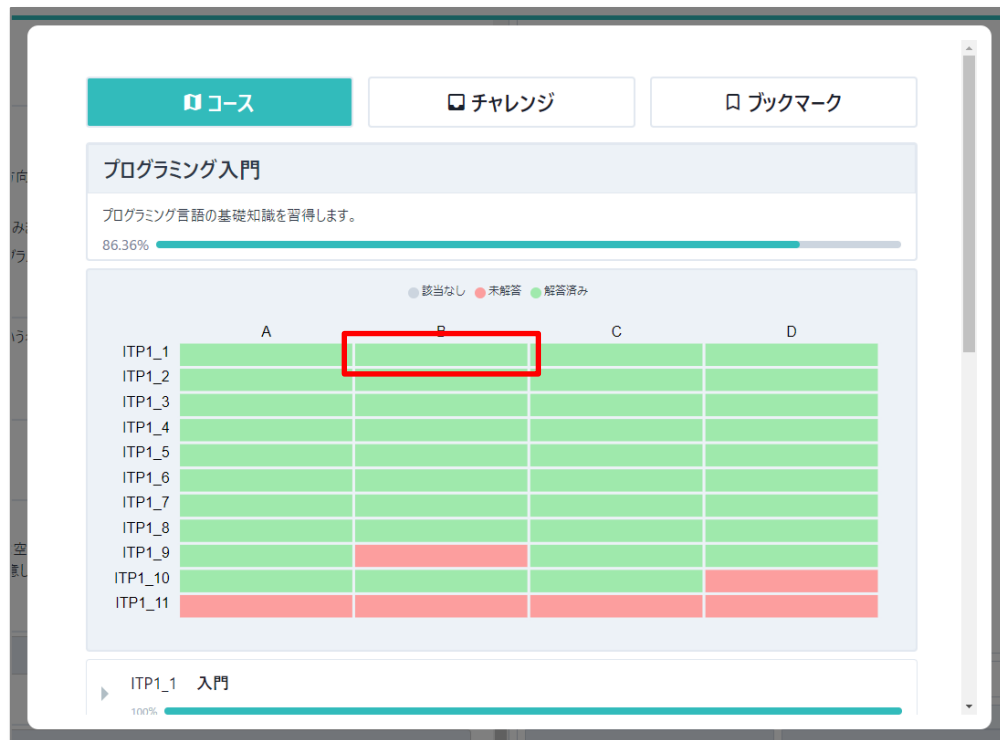 コース
チャレンジ
ブックマーク
プログラミング入門
プログラミング言語の基礎知識を習得します。
86.36%
該当なし 未解答 解答済み
A B C D
ITP1_1
ITP1_2
ITP1_3
ITP1_4
ITP1_5
ITP1_6
ITP1_7
ITP1_8
ITP1_9
ITP1_10
ITP1_11
ITP1_1 入門
100%